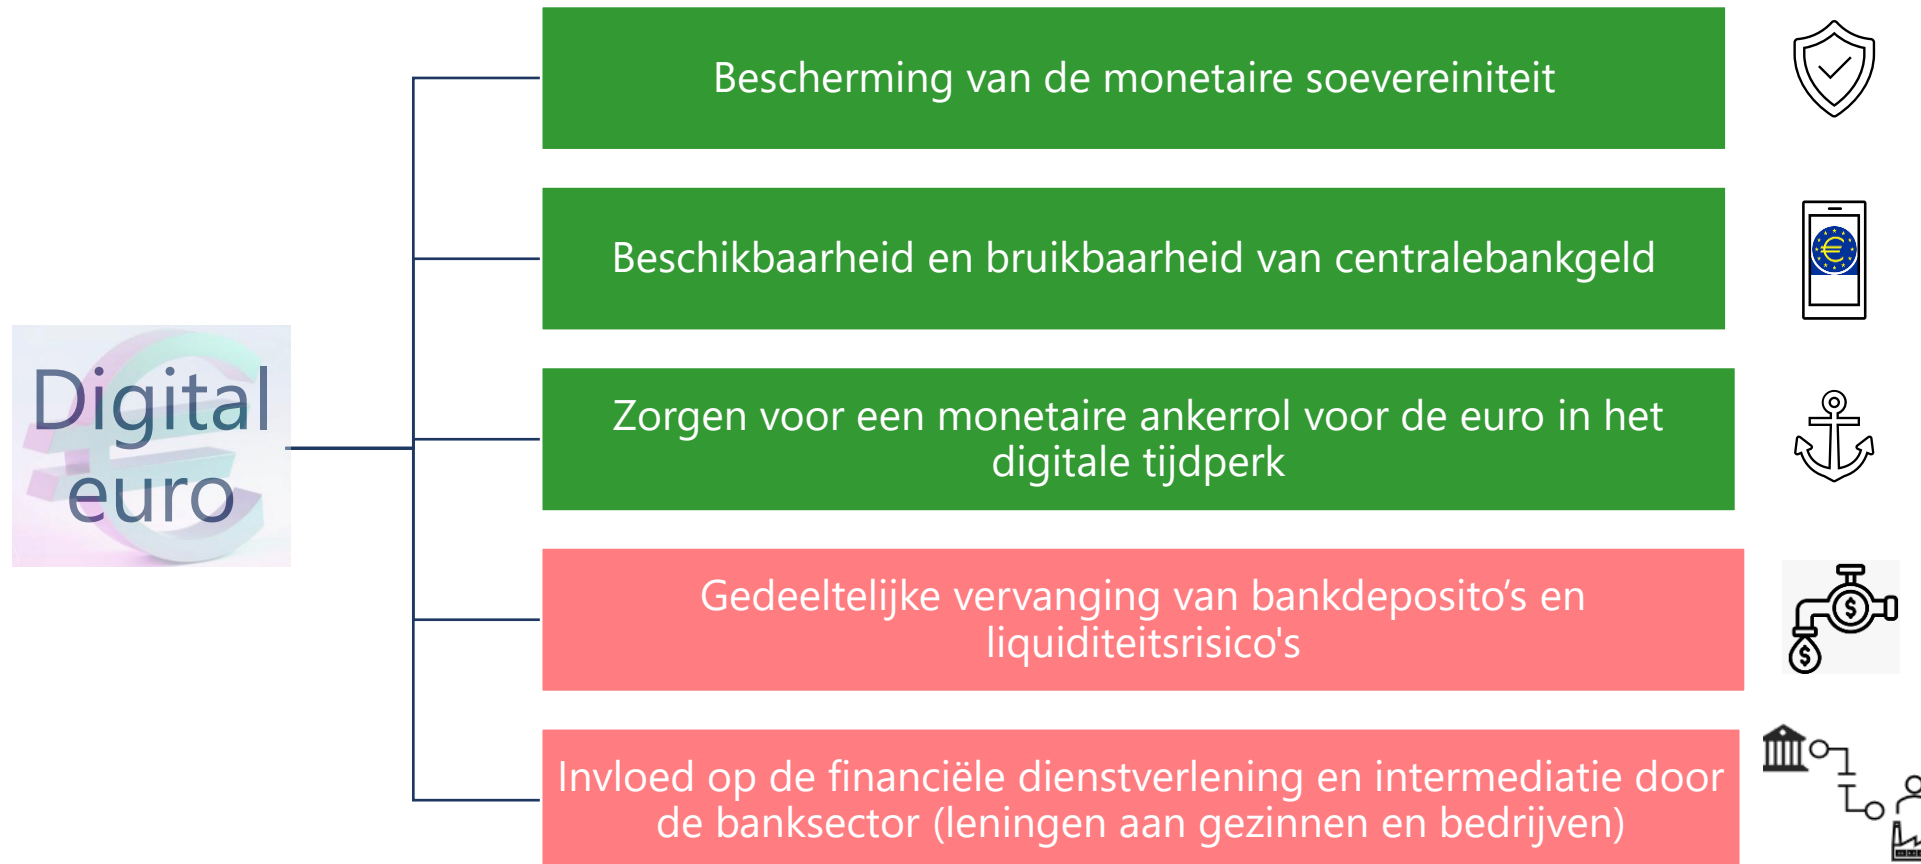 Bescherming van de monetaire soevereiniteit
Beschikbaarheid en bruikbaarheid van centralebankgeld
Digital
euro
Zorgen voor een monetaire ankerrol voor de euro in het
digitale tijdperk
Gedeeltelijke vervanging van bankdeposito’s en
liquiditeitsrisico's
Invloed op de financiële dienstverlening en intermediatie door
de banksector (leningen aan gezinnen en bedrijven)